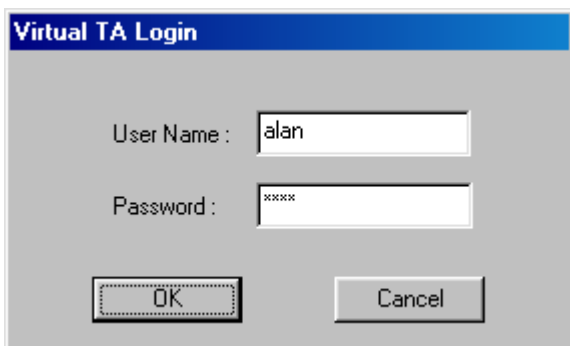 Virtual TA Login
User Name : alan
Password : ****
OK Cancel